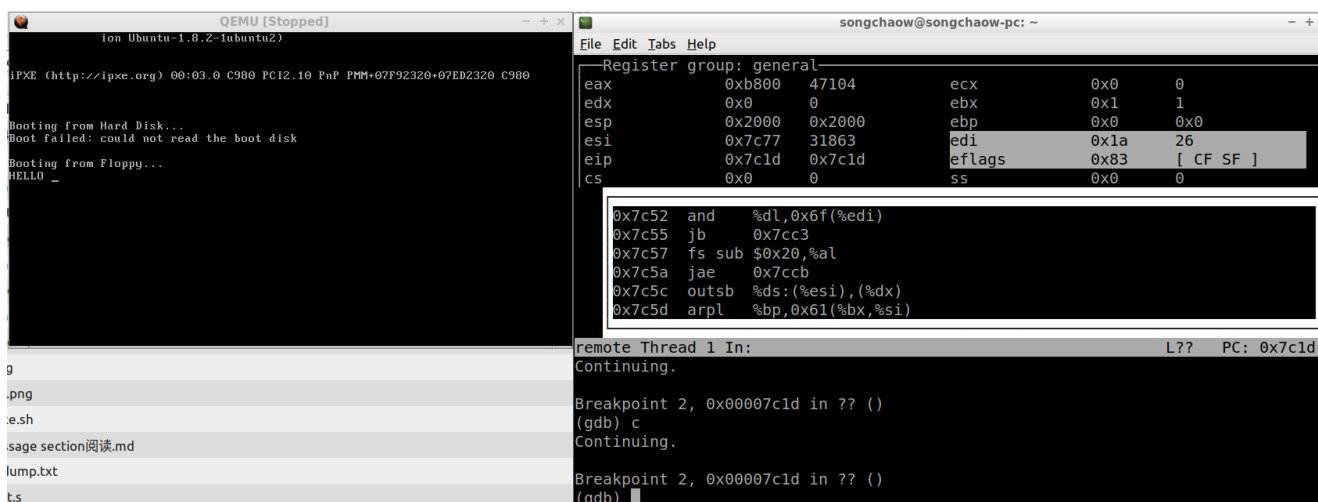 QEMU [Stopped]
ion Ubuntu-1.8.2-1ubuntu2)
iPXE (http://ipxe.org) 00:03.0 C980 PCI2.10 PnP PMM+07F92320+07ED2320 C980
Booting from Hard Disk...
Boot failed: could not read the boot disk
Booting from Floppy...
HELLO _
g
.png
te.sh
ssage section阅读.md
lump.txt
t.s
songchaow@songchaow-pc: ~
File Edit Tabs Help
Register group: general
eax 0xb800 47104 ecx 0x0 0
edx 0x0 0 ebx 0x1 1
esp 0x2000 0x2000 ebp 0x0 0x0
esi 0x7c77 31863 edi 0x1a 26
eip 0x7c1d 0x7c1d eflags 0x83 [ CF SF ]
cs 0x0 0 ss 0x0 0
0x7c52 and %dl,0x6f(%edi)
0x7c55 jb 0x7cc3
0x7c57 fs sub $0x20,%al
0x7c5a jae 0x7ccb
0x7c5c outsb %ds:(%esi),(%dx)
0x7c5d arpl %bp,0x61(%bx,%si)
remote Thread 1 In: L?? PC: 0x7c1d
Continuing.
Breakpoint 2, 0x00007c1d in ?? ()
(gdb) c
Continuing.
Breakpoint 2, 0x00007c1d in ?? ()
(gdb)